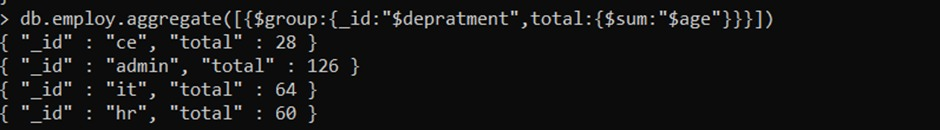 > db.employ.aggregate([{$group:{_id:"$depratment",total:{$sum:"$age"}}}])
{ "_id" : "ce", "total" : 28 }
{ "_id" : "admin", "total" : 126 }
{ "_id" : "it", "total" : 64 }
{ "_id" : "hr", "total" : 60 }